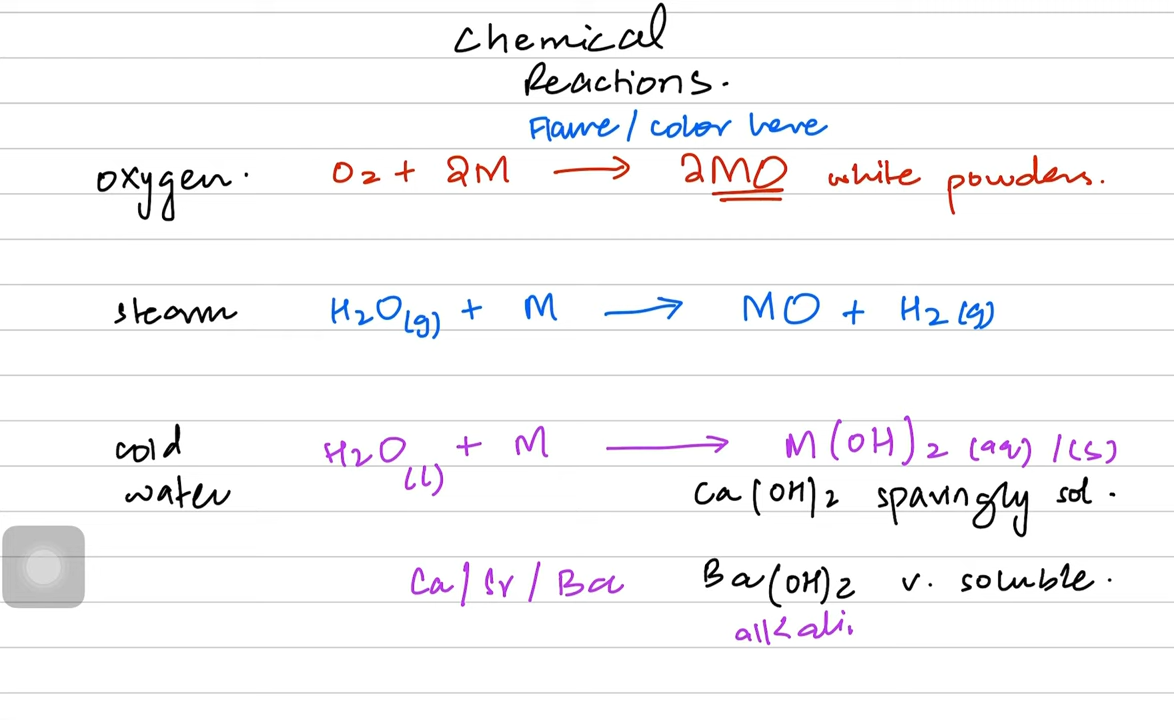 Chemical
Reactions.
Flame / color here
oxygen. O₂ + 2M ⟶ 2MO white powders.
steam H₂O(g) + M ⟶ MO + H₂(g)
cold H₂O(l) + M ⟶ M(OH)₂ (aq) /(s)
water Ca(OH)₂ sparingly sol.
Ca / Sr / Ba Ba(OH)₂ v. soluble.
alkali.